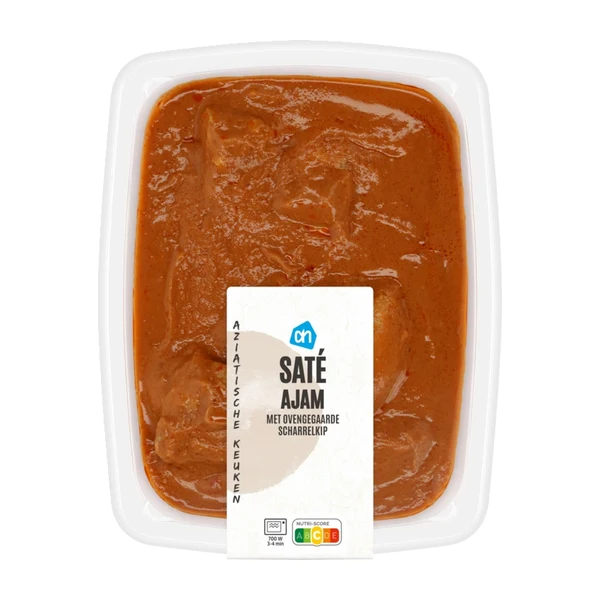 AZIATISCHE KEUKEN
ah
SATÉ
AJAM
MET OVENGEGAARDE
SCHARRELKIP
700 W
3-4 min
NUTRI-SCORE
A B C D E